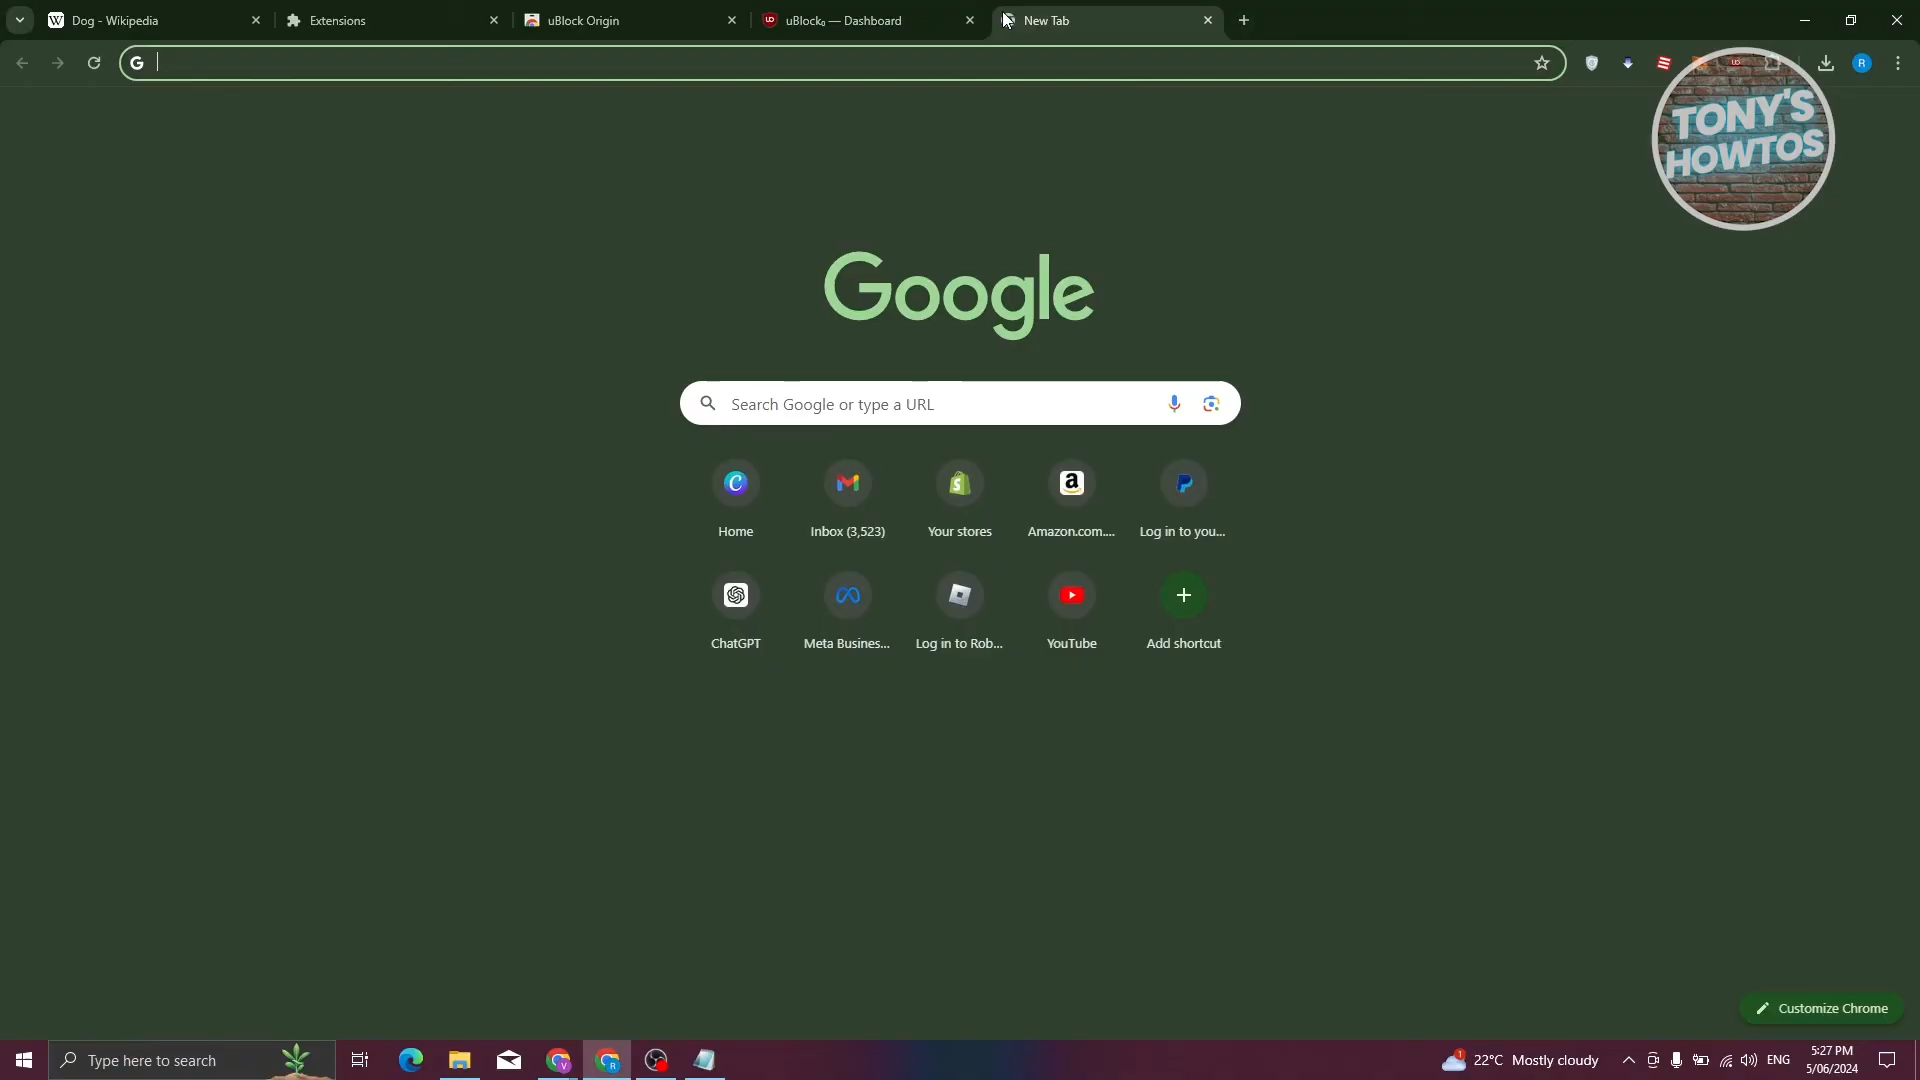 Dog - Wikipedia
Extensions
uBlock Origin
uBlock₀ — Dashboard
New Tab
TONY'S
HOWTOS
Google
Search Google or type a URL
Home
Inbox (3,523)
Your stores
Amazon.com....
Log in to you...
ChatGPT
Meta Busines...
Log in to Rob...
YouTube
Add shortcut
Customize Chrome
Type here to search
22°C Mostly cloudy
ENG
5:27 PM
5/06/2024